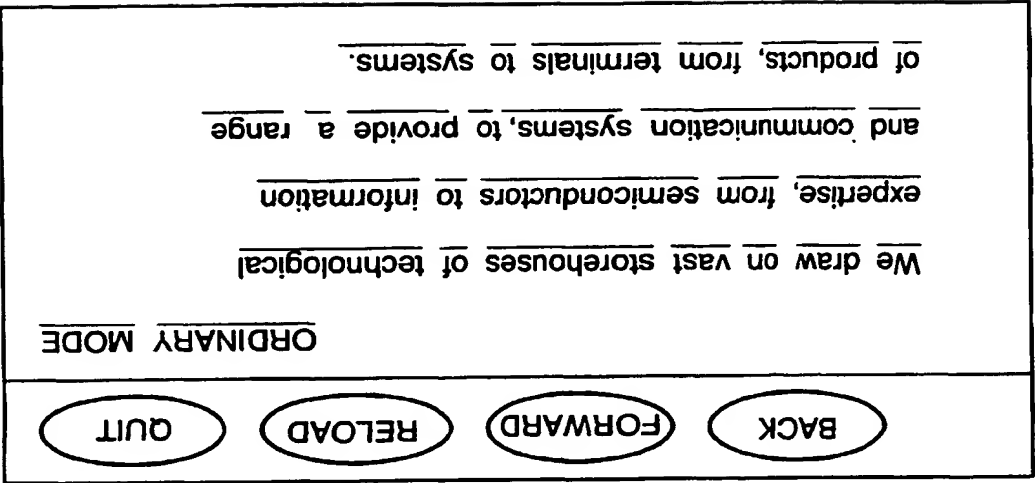 BACK FORWARD RELOAD QUIT
ORDINARY MODE
We draw on vast storehouses of technological
expertise, from semiconductors to information
and communication systems, to provide a range
of products, from terminals to systems.